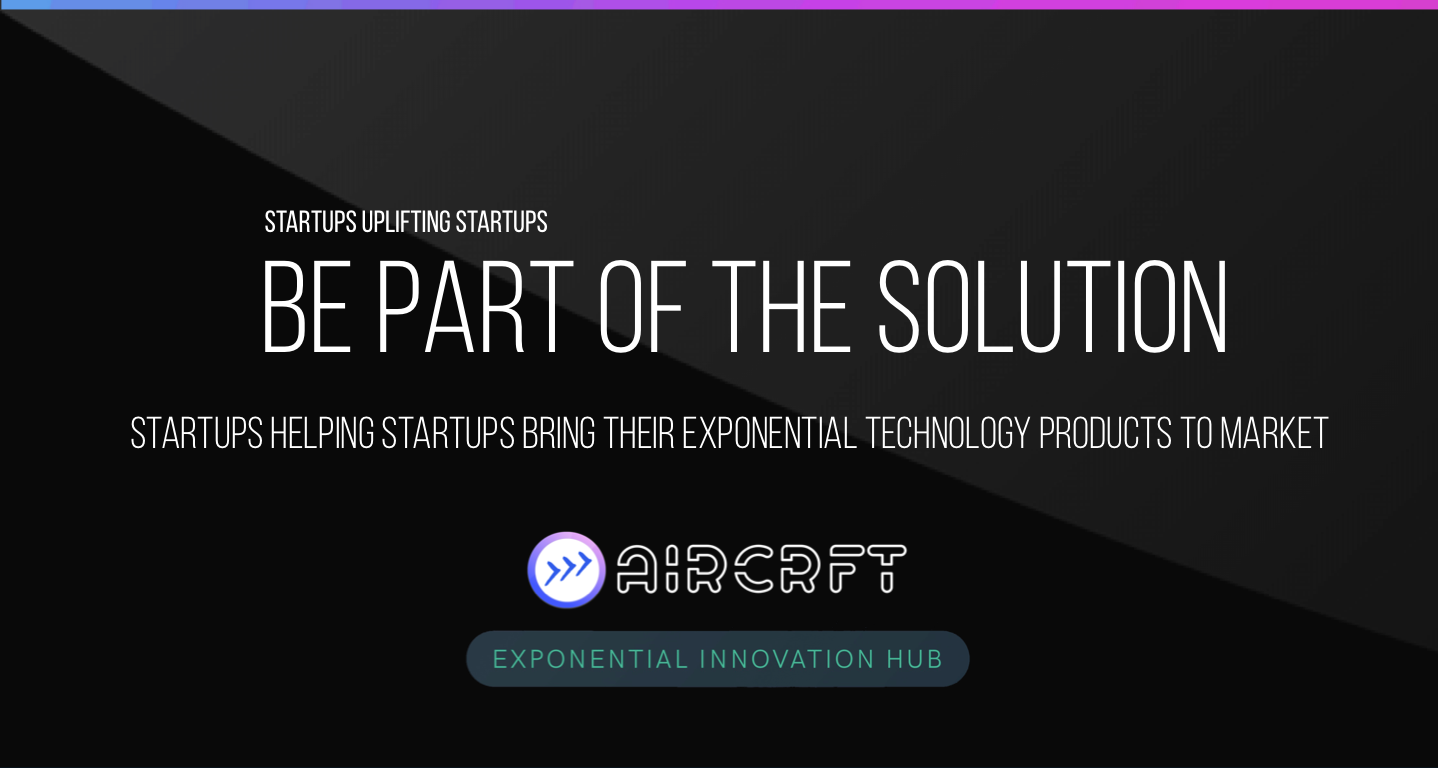 STARTUPS UPLIFTING STARTUPS
BE PART OF THE SOLUTION
STARTUPS HELPING STARTUPS BRING THEIR EXPONENTIAL TECHNOLOGY PRODUCTS TO MARKET
AIRCRFT
EXPONENTIAL INNOVATION HUB